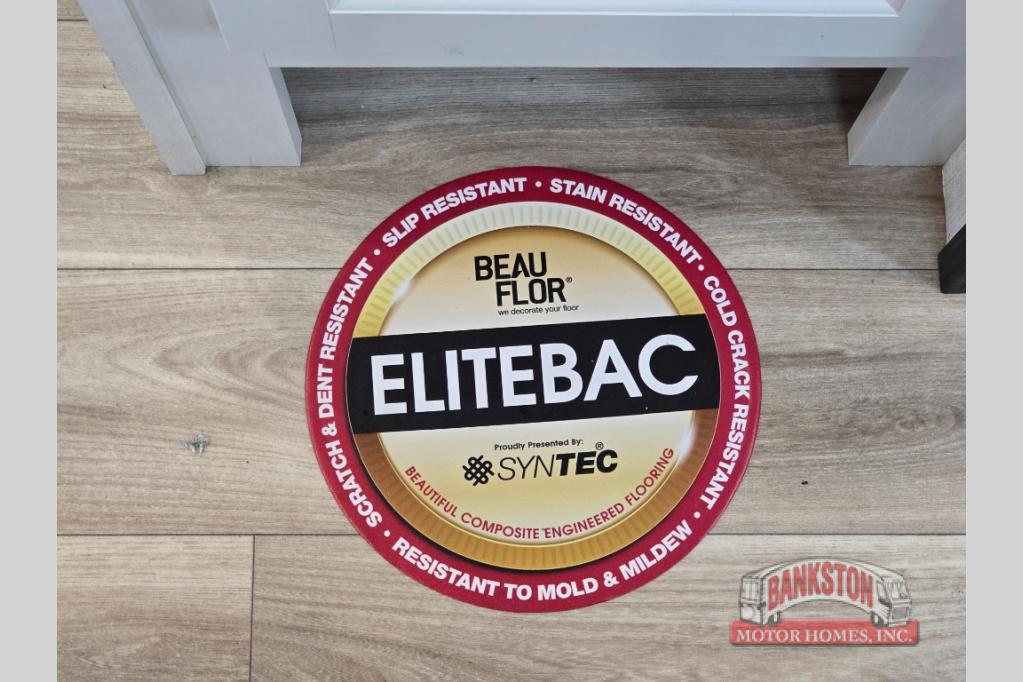 SLIP RESISTANT • STAIN RESISTANT • COLD CRACK RESISTANT • RESISTANT TO MOLD & MILDEW • SCRATCH & DENT RESISTANT •
BEAU
FLOR®
we decorate your floor
ELITEBAC
Proudly Presented By:
SYNTEC®
BEAUTIFUL COMPOSITE ENGINEERED FLOORING
BANKSTON
MOTOR HOMES, INC.